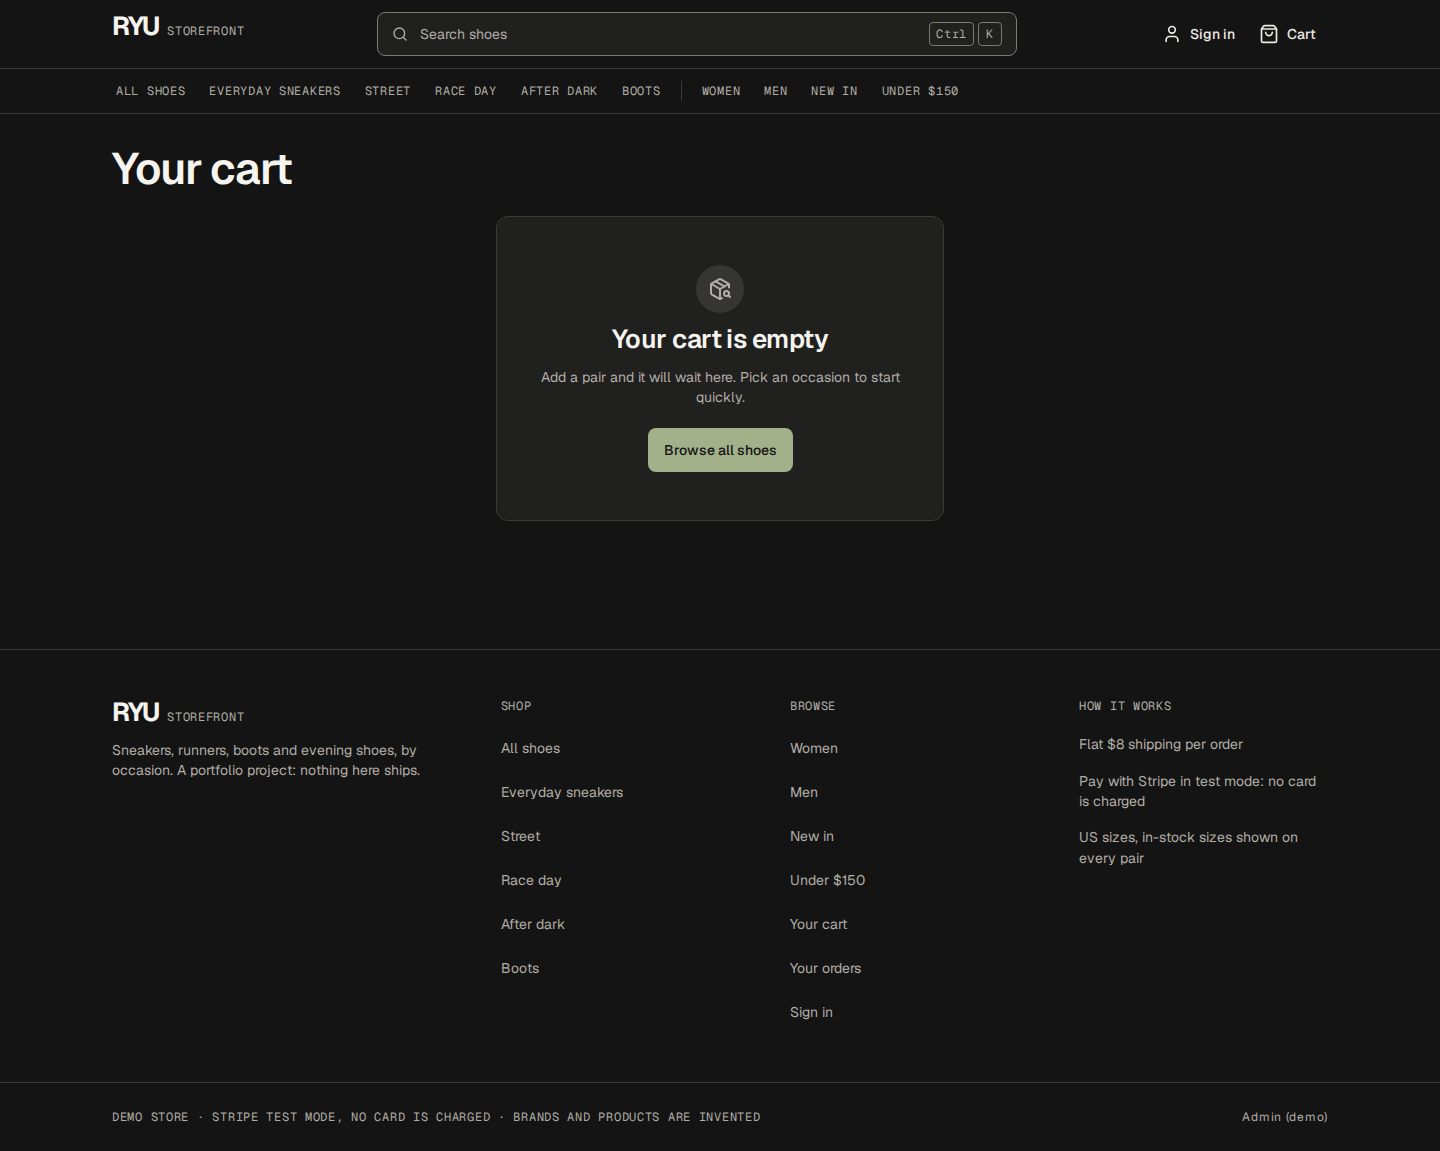 RYU STOREFRONT
Search shoes
Ctrl K
Sign in
Cart
ALL SHOES
EVERYDAY SNEAKERS
STREET
RACE DAY
AFTER DARK
BOOTS
WOMEN
MEN
NEW IN
UNDER $150
Your cart
Your cart is empty
Add a pair and it will wait here. Pick an occasion to start
quickly.
Browse all shoes
RYU STOREFRONT
Sneakers, runners, boots and evening shoes, by
occasion. A portfolio project: nothing here ships.
SHOP
All shoes
Everyday sneakers
Street
Race day
After dark
Boots
BROWSE
Women
Men
New in
Under $150
Your cart
Your orders
Sign in
HOW IT WORKS
Flat $8 shipping per order
Pay with Stripe in test mode: no card
is charged
US sizes, in-stock sizes shown on
every pair
DEMO STORE · STRIPE TEST MODE, NO CARD IS CHARGED · BRANDS AND PRODUCTS ARE INVENTED
Admin (demo)